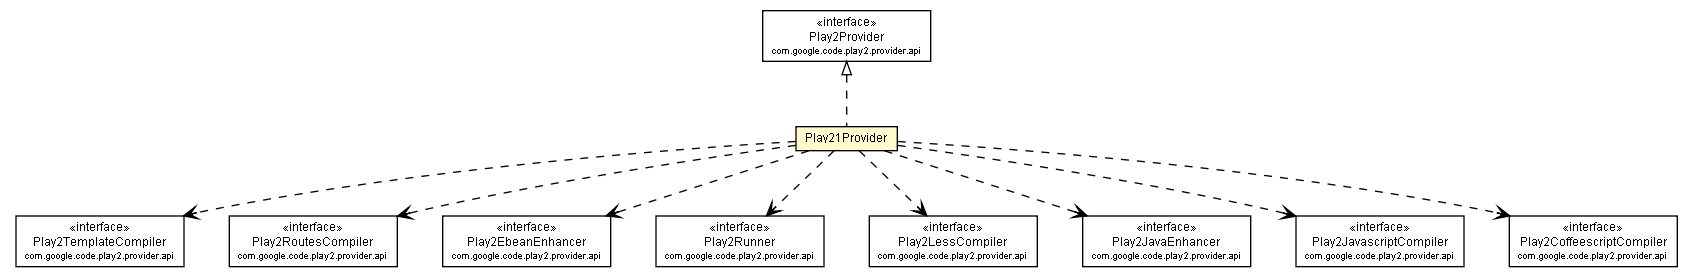 «interface»
Play2Provider
com.google.code.play2.provider.api
Play21Provider
«interface»
Play2TemplateCompiler
com.google.code.play2.provider.api
«interface»
Play2RoutesCompiler
com.google.code.play2.provider.api
«interface»
Play2EbeanEnhancer
com.google.code.play2.provider.api
«interface»
Play2Runner
com.google.code.play2.provider.api
«interface»
Play2LessCompiler
com.google.code.play2.provider.api
«interface»
Play2JavaEnhancer
com.google.code.play2.provider.api
«interface»
Play2JavascriptCompiler
com.google.code.play2.provider.api
«interface»
Play2CoffeescriptCompiler
com.google.code.play2.provider.api